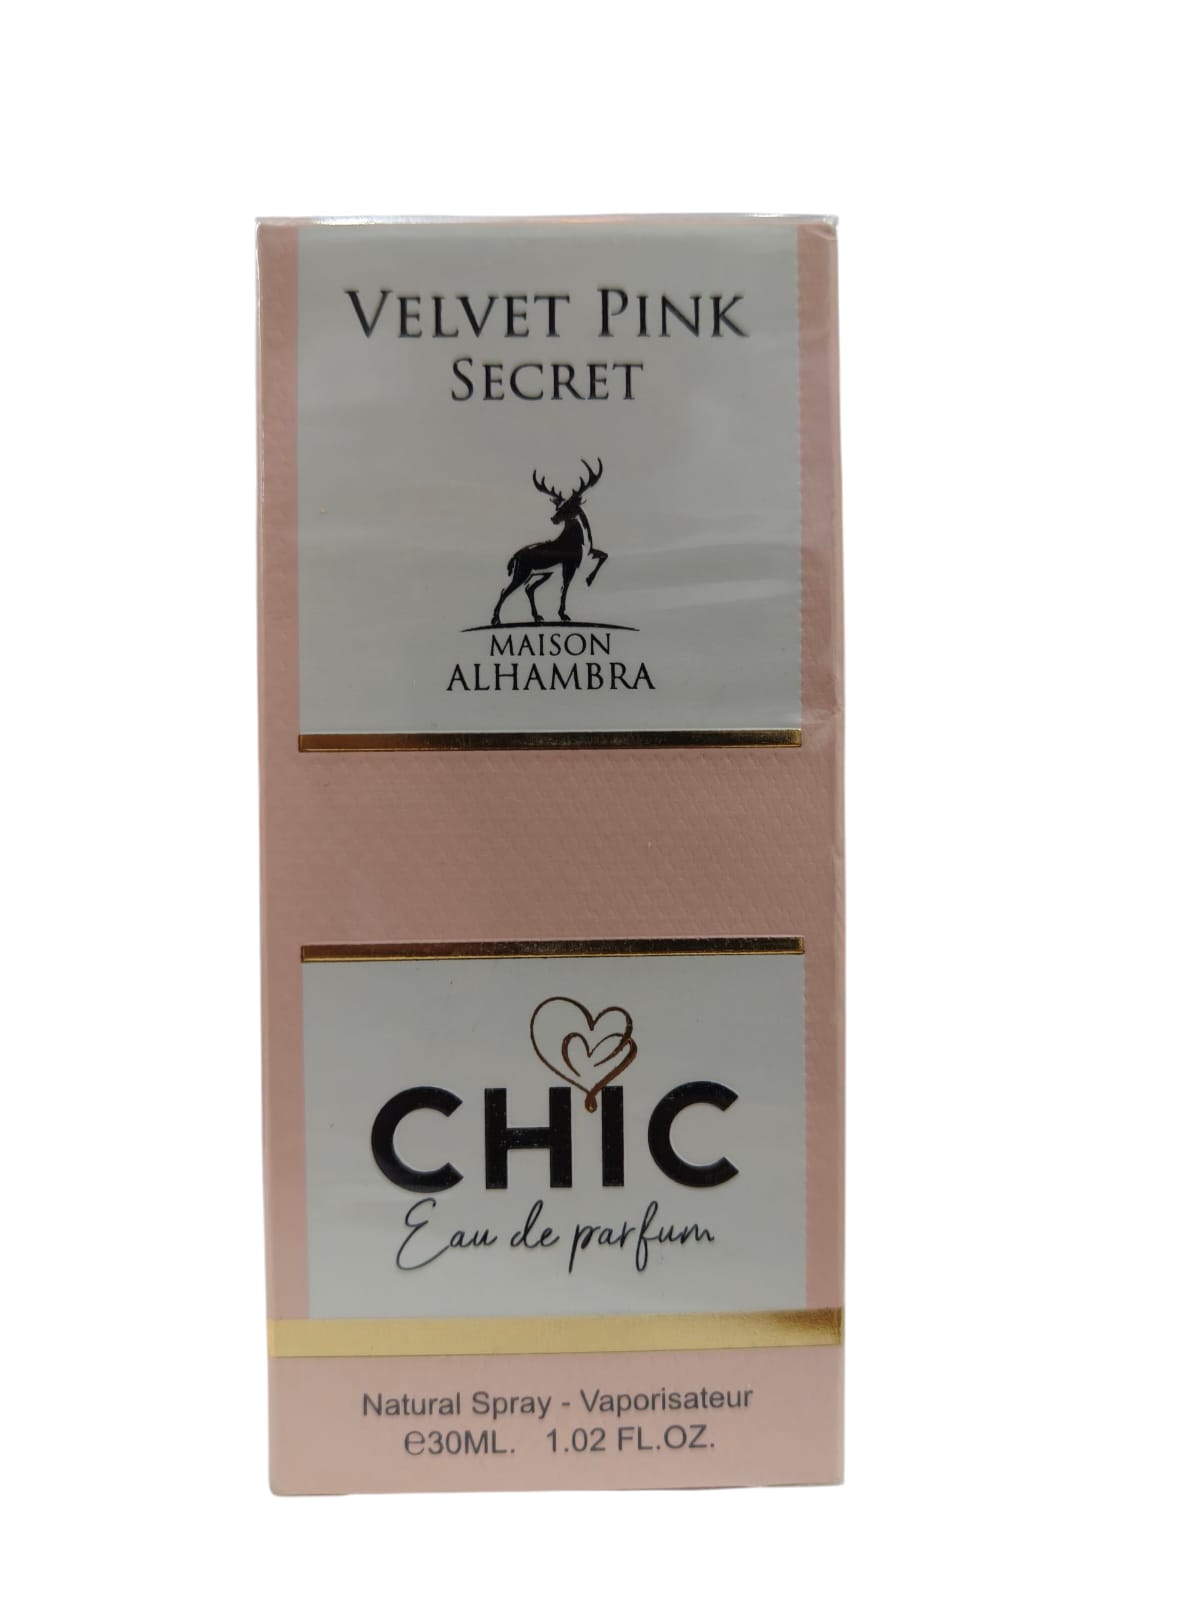 VELVET PINK
SECRET
MAISON
ALHAMBRA
CHIC
Eau de parfum
Natural Spray - Vaporisateur
℮30ML. 1.02 FL.OZ.